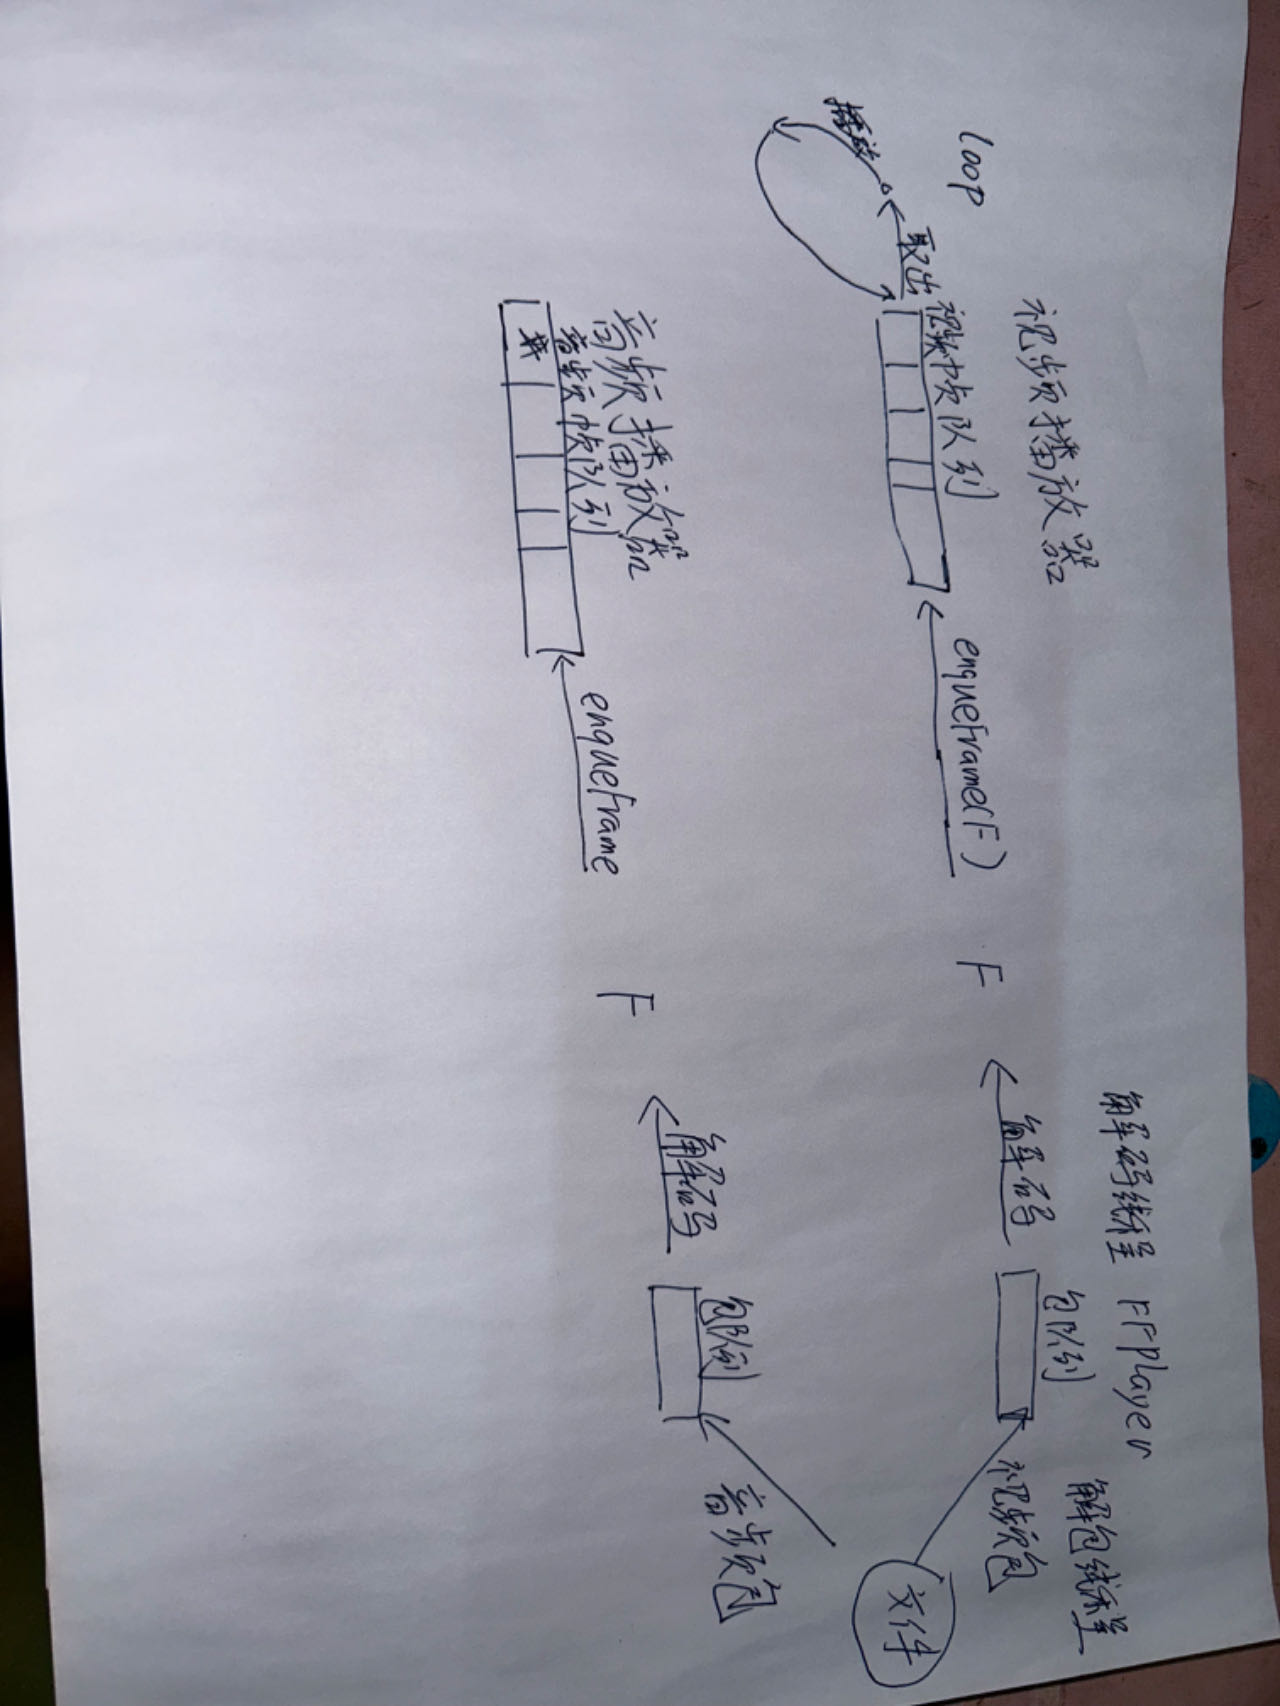 解码线程 FFPlayer
解包线程
视频播放器
包队列
解码
视频包
loop
enqueFrame(F)
F
视频帧队列
取出
文件
播放
包队列
音频包
解码
音频播放器
enqueFrame
F
音频帧队列